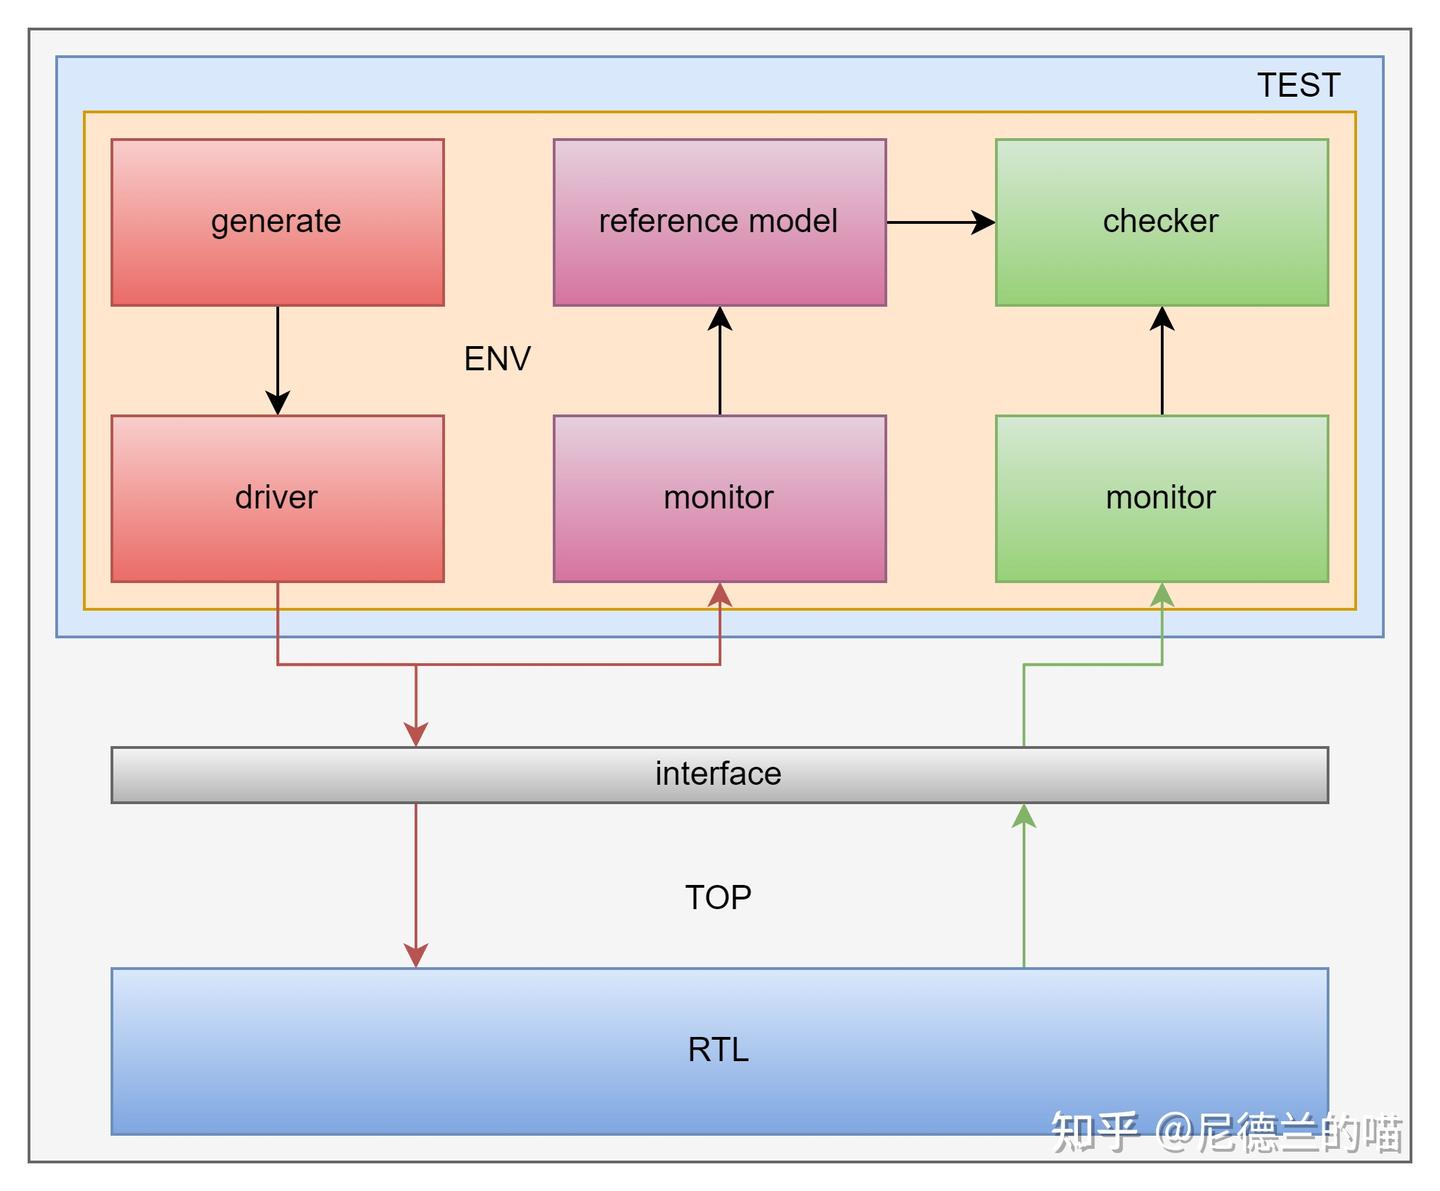 TEST
generate
reference model
checker
ENV
driver
monitor
monitor
interface
TOP
RTL
知乎 @尼德兰的喵